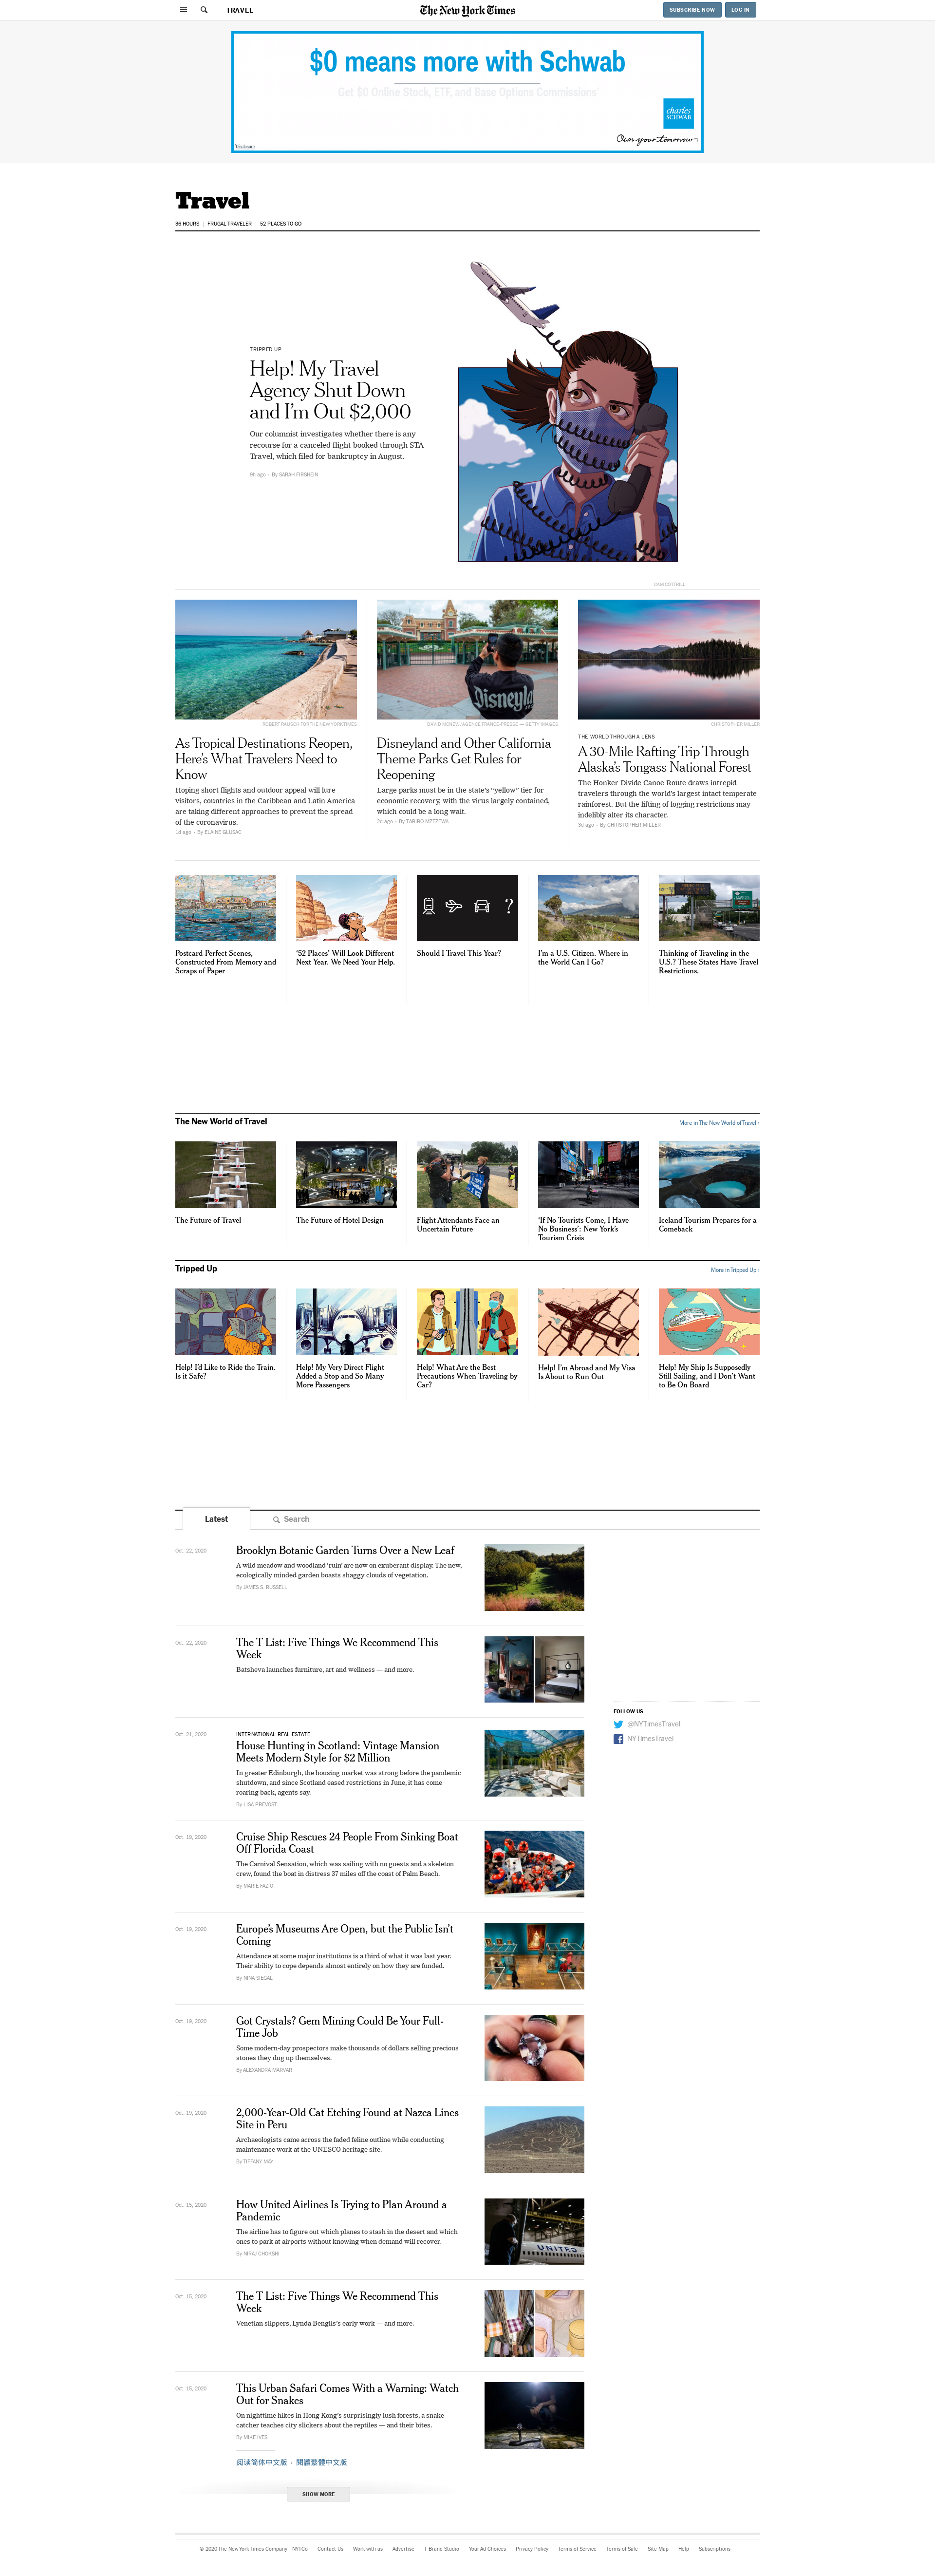 TRAVEL
The New York Times
SUBSCRIBE NOW
LOG IN
$0 means more with Schwab
Get $0 Online Stock, ETF, and Base Options Commissions
charles
SCHWAB
Own your tomorrow
Travel
36 HOURS
FRUGAL TRAVELER
52 PLACES TO GO
TRIPPED UP
Help! My Travel
Agency Shut Down
and I’m Out $2,000
Our columnist investigates whether there is any
recourse for a canceled flight booked through STA
Travel, which filed for bankruptcy in August.
9h ago - By SARAH FIRSHEIN
ROBERT RAUSCH FOR THE NEW YORK TIMES
As Tropical Destinations Reopen,
Here’s What Travelers Need to
Know
Hoping short flights and outdoor appeal will lure
visitors, countries in the Caribbean and Latin America
are taking different approaches to prevent the spread
of the coronavirus.
1d ago - By ELAINE GLUSAC
Disneyland
DAVID MCNEW/AGENCE FRANCE-PRESSE — GETTY IMAGES
Disneyland and Other California
Theme Parks Get Rules for
Reopening
Large parks must be in the state’s “yellow” tier for
economic recovery, with the virus largely contained,
which could be a long wait.
2d ago - By TARIRO MZEZEWA
CHRISTOPHER MILLER
THE WORLD THROUGH A LENS
A 30-Mile Rafting Trip Through
Alaska’s Tongass National Forest
The Honker Divide Canoe Route draws intrepid
travelers through the world’s largest intact temperate
rainforest. But the lifting of logging restrictions may
indelibly alter its character.
3d ago - By CHRISTOPHER MILLER
Postcard-Perfect Scenes,
Constructed From Memory and
Scraps of Paper
‘52 Places’ Will Look Different
Next Year. We Need Your Help.
Should I Travel This Year?
I’m a U.S. Citizen. Where in
the World Can I Go?
Thinking of Traveling in the
U.S.? These States Have Travel
Restrictions.
The New World of Travel
More in The New World of Travel ›
The Future of Travel
The Future of Hotel Design
Flight Attendants Face an
Uncertain Future
‘If No Tourists Come, I Have
No Business’: New York’s
Tourism Crisis
Iceland Tourism Prepares for a
Comeback
Tripped Up
More in Tripped Up ›
Help! I’d Like to Ride the Train.
Is it Safe?
Help! My Very Direct Flight
Added a Stop and So Many
More Passengers
Help! What Are the Best
Precautions When Traveling by
Car?
Help! I’m Abroad and My Visa
Is About to Run Out
Help! My Ship Is Supposedly
Still Sailing, and I Don’t Want
to Be On Board
Latest
Search
Oct. 22, 2020
Brooklyn Botanic Garden Turns Over a New Leaf
A wild meadow and woodland ‘ruin’ are now on exuberant display. The new,
ecologically minded garden boasts shaggy clouds of vegetation.
By JAMES S. RUSSELL
Oct. 22, 2020
The T List: Five Things We Recommend This
Week
Batsheva launches furniture, art and wellness — and more.
FOLLOW US
@NYTimesTravel
NYTimesTravel
Oct. 21, 2020
INTERNATIONAL REAL ESTATE
House Hunting in Scotland: Vintage Mansion
Meets Modern Style for $2 Million
In greater Edinburgh, the housing market was strong before the pandemic
shutdown, and since Scotland eased restrictions in June, it has come
roaring back, agents say.
By LISA PREVOST
Oct. 19, 2020
Cruise Ship Rescues 24 People From Sinking Boat
Off Florida Coast
The Carnival Sensation, which was sailing with no guests and a skeleton
crew, found the boat in distress 37 miles off the coast of Palm Beach.
By MARIE FAZIO
Oct. 19, 2020
Europe’s Museums Are Open, but the Public Isn’t
Coming
Attendance at some major institutions is a third of what it was last year.
Their ability to cope depends almost entirely on how they are funded.
By NINA SIEGAL
Oct. 19, 2020
Got Crystals? Gem Mining Could Be Your Full-
Time Job
Some modern-day prospectors make thousands of dollars selling precious
stones they dug up themselves.
By ALEXANDRA MARVAR
Oct. 19, 2020
2,000-Year-Old Cat Etching Found at Nazca Lines
Site in Peru
Archaeologists came across the faded feline outline while conducting
maintenance work at the UNESCO heritage site.
By TIFFANY MAY
Oct. 15, 2020
How United Airlines Is Trying to Plan Around a
Pandemic
The airline has to figure out which planes to stash in the desert and which
ones to park at airports without knowing when demand will recover.
By NIRAJ CHOKSHI
UNITED
Oct. 15, 2020
The T List: Five Things We Recommend This
Week
Venetian slippers, Lynda Benglis’s early work — and more.
Oct. 15, 2020
This Urban Safari Comes With a Warning: Watch
Out for Snakes
On nighttime hikes in Hong Kong’s surprisingly lush forests, a snake
catcher teaches city slickers about the reptiles — and their bites.
By MIKE IVES
阅读简体中文版 · 閱讀繁體中文版
SHOW MORE
© 2020 The New York Times Company NYTCo Contact Us Work with us Advertise T Brand Studio Your Ad Choices Privacy Policy Terms of Service Terms of Sale Site Map Help Subscriptions